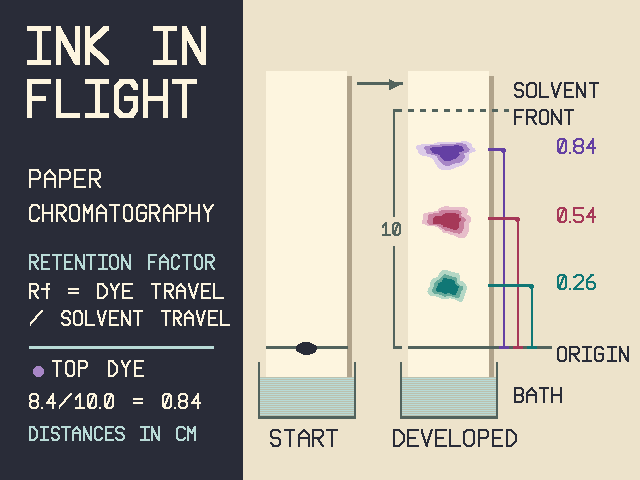 INK IN
FLIGHT
PAPER
CHROMATOGRAPHY
RETENTION FACTOR
Rf = DYE TRAVEL
/ SOLVENT TRAVEL
TOP DYE
8.4/10.0 = 0.84
DISTANCES IN CM
SOLVENT
FRONT
0.84
0.54
10
0.26
ORIGIN
BATH
START
DEVELOPED